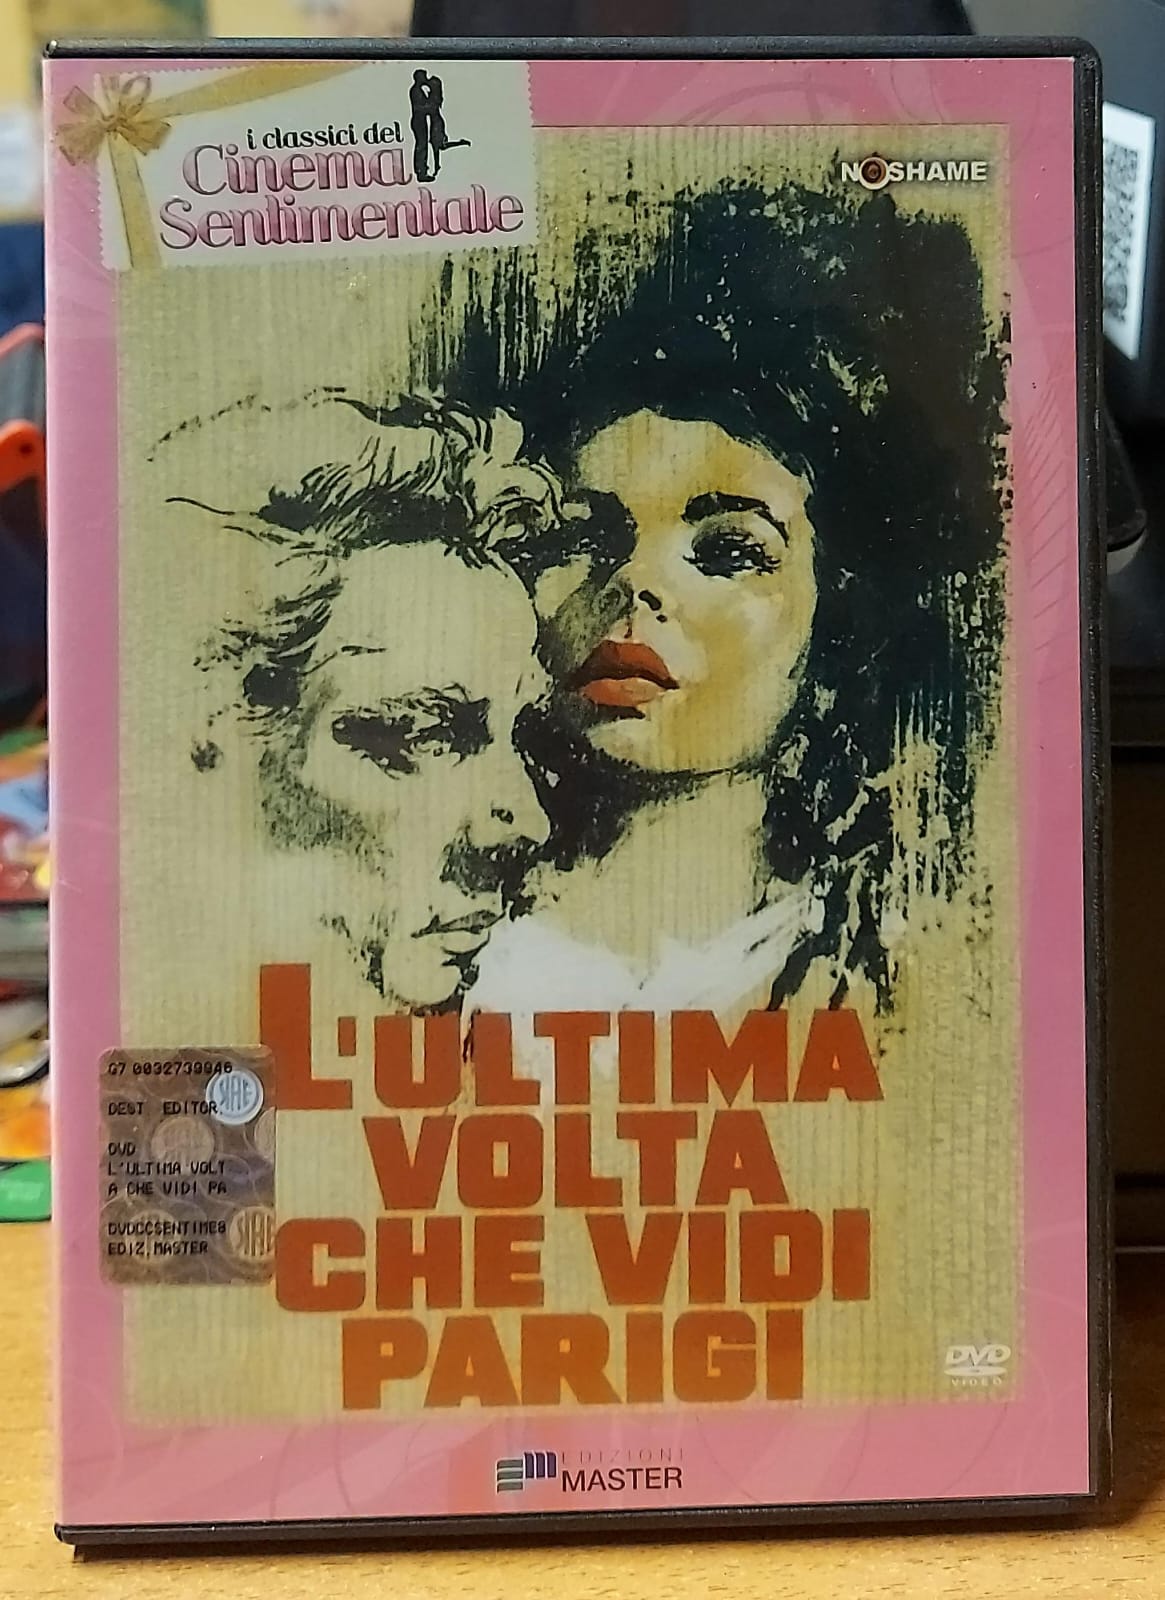 i classici del
Cinema
Sentimentale
NOSHAME
L'ULTIMA
VOLTA
CHE VIDI
PARIGI
G7 0032739946
SIAE
DEST EDITOR.
DVD
L'ULTIMA VOLT
A CHE VIDI PA
DVDCCSENTIME8
EDIZ.MASTER
DVD
VIDEO
EDIZIONI
MASTER